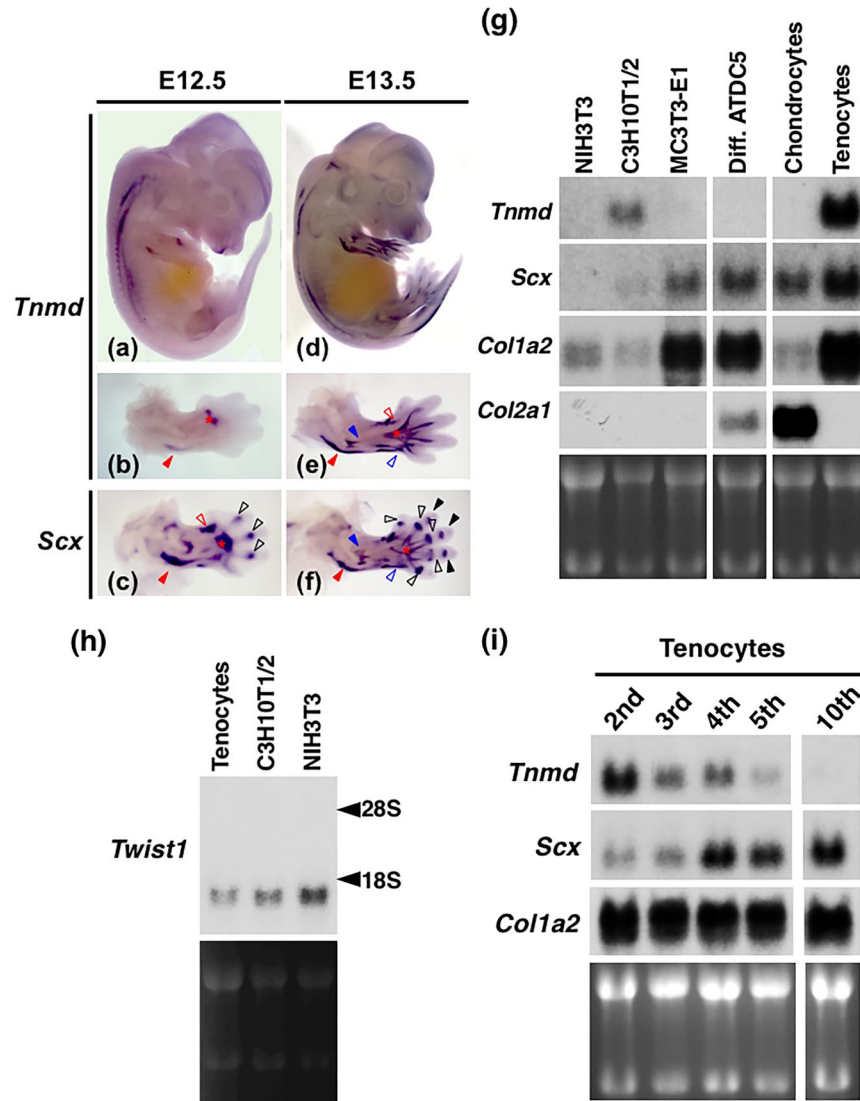 E12.5
E13.5
Tnmd
(a)
(d)
(b)
(e)
Scx
(c)
(f)
(g)
NIH3T3
C3H10T1/2
MC3T3-E1
Diff. ATDC5
Chondrocytes
Tenocytes
Tnmd
Scx
Col1a2
Col2a1
(h)
Tenocytes
C3H10T1/2
NIH3T3
Twist1
28S
18S
(i)
Tenocytes
2nd
3rd
4th
5th
10th
Tnmd
Scx
Col1a2